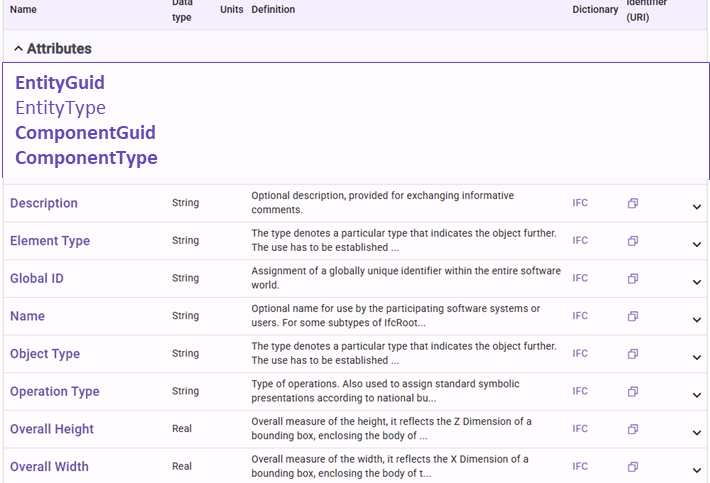 Name Data type Units Definition Dictionary Identifier (URI)
Attributes
EntityGuid
EntityType
ComponentGuid
ComponentType
Description String Optional description, provided for exchanging informative comments. IFC
Element Type String The type denotes a particular type that indicates the object further. The use has to be established ... IFC
Global ID String Assignment of a globally unique identifier within the entire software world. IFC
Name String Optional name for use by the participating software systems or users. For some subtypes of IfcRoot... IFC
Object Type String The type denotes a particular type that indicates the object further. The use has to be established ... IFC
Operation Type String Type of operations. Also used to assign standard symbolic presentations according to national bu... IFC
Overall Height Real Overall measure of the height, it reflects the Z Dimension of a bounding box, enclosing the body of ... IFC
Overall Width Real Overall measure of the width, it reflects the X Dimension of a bounding box, enclosing the body of t... IFC